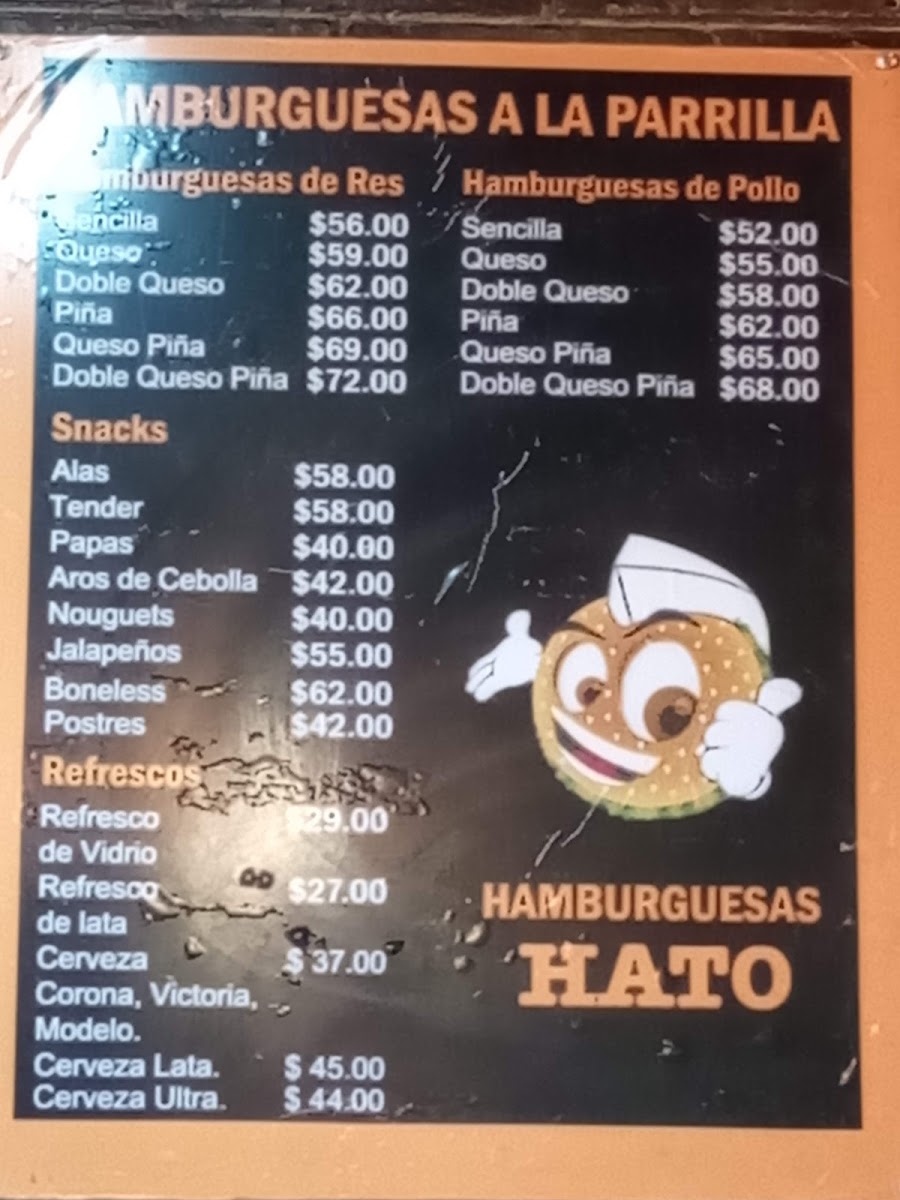 HAMBURGUESAS A LA PARRILLA
Hamburguesas de Res
Sencilla $56.00
Queso $59.00
Doble Queso $62.00
Piña $66.00
Queso Piña $69.00
Doble Queso Piña $72.00
Hamburguesas de Pollo
Sencilla $52.00
Queso $55.00
Doble Queso $58.00
Piña $62.00
Queso Piña $65.00
Doble Queso Piña $68.00
Snacks
Alas $58.00
Tender $58.00
Papas $40.00
Aros de Cebolla $42.00
Nouguets $40.00
Jalapeños $55.00
Boneless $62.00
Postres $42.00
Refrescos
Refresco $29.00
de Vidrio
Refresco $27.00
de lata
Cerveza $ 37.00
Corona, Victoria,
Modelo.
Cerveza Lata. $ 45.00
Cerveza Ultra. $ 44.00
HAMBURGUESAS
HATO